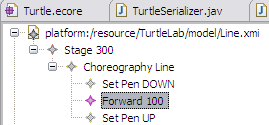 Turtle.ecore TurtleSerializer.jav
platform:/resource/TurtleLab/model/Line.xmi
Stage 300
Choreography Line
Set Pen DOWN
Forward 100
Set Pen UP